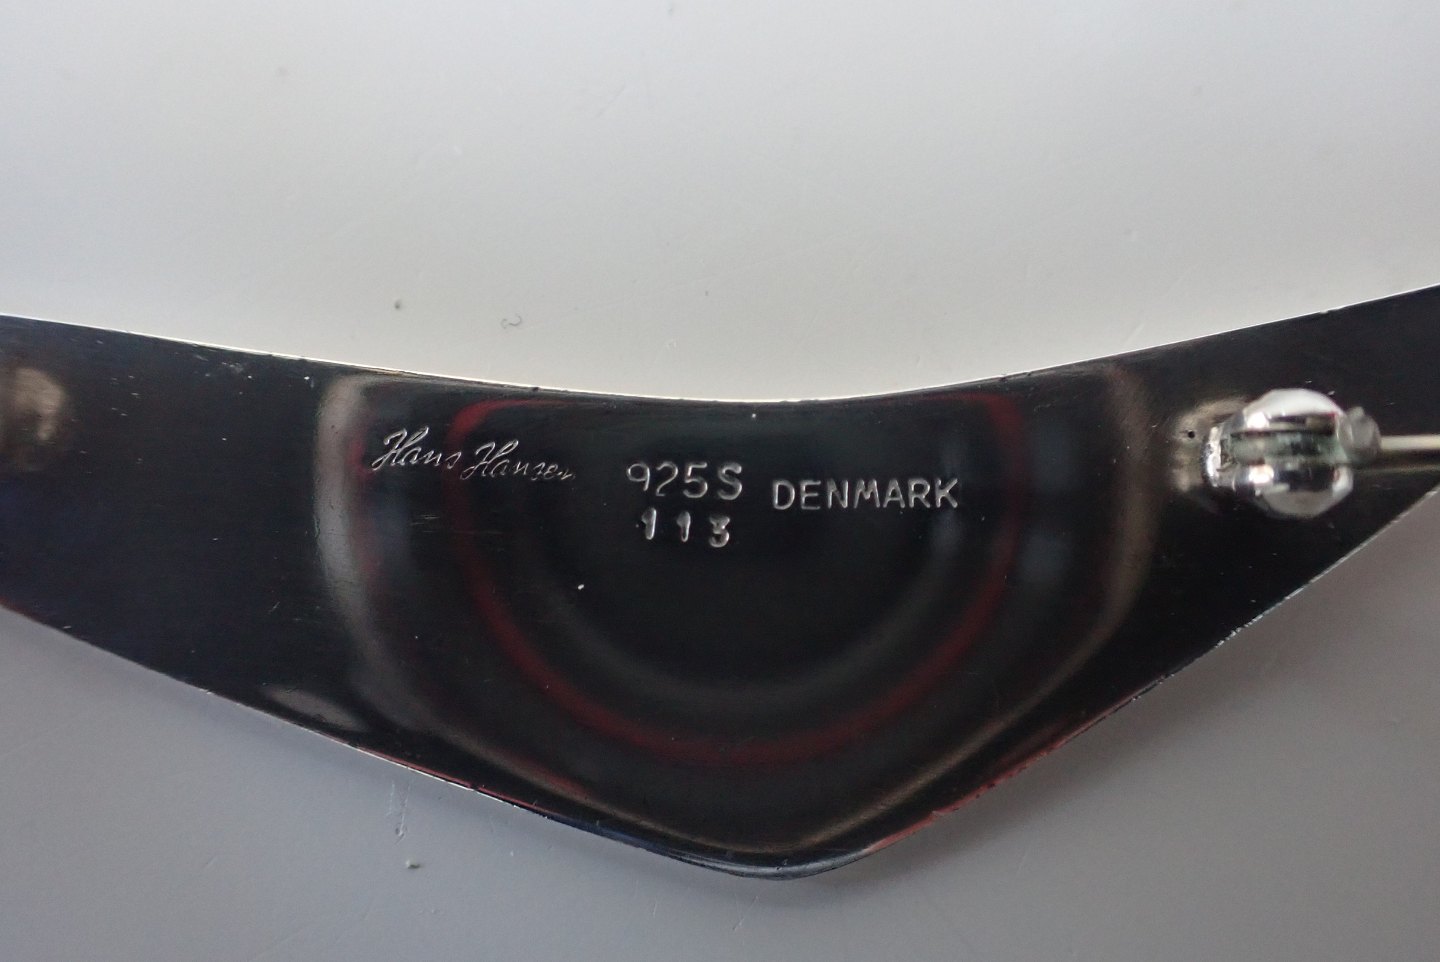 Hans Hansen 925S DENMARK
113